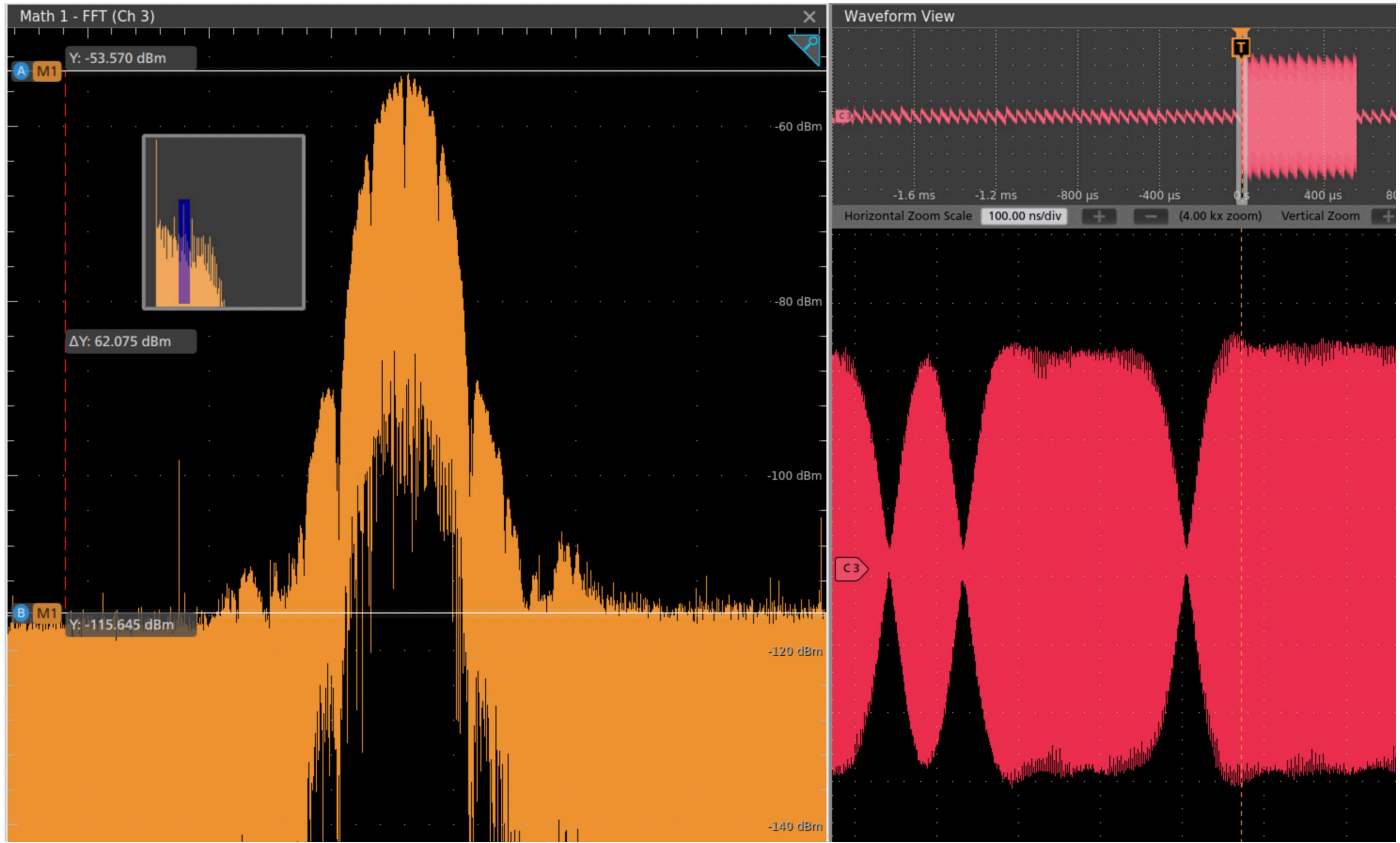 Math 1 - FFT (Ch 3)
Y: -53.570 dBm
A M1
-60 dBm
-80 dBm
ΔY: 62.075 dBm
-100 dBm
B M1
Y: -115.645 dBm
-120 dBm
-140 dBm
Waveform View
T
C 3
-1.6 ms -1.2 ms -800 µs -400 µs 0 s 400 µs 80
Horizontal Zoom Scale 100.00 ns/div + − (4.00 kx zoom) Vertical Zoom +
C 3